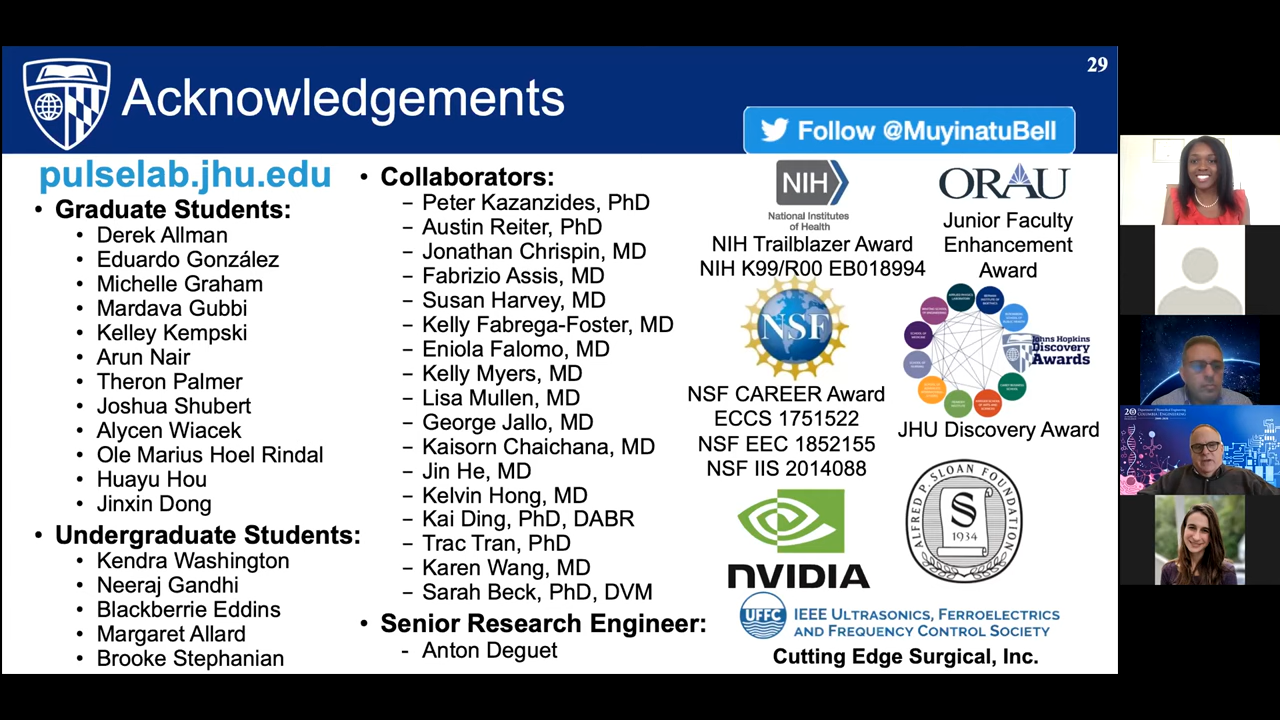 Acknowledgements
29
Follow @MuyinatuBell
pulselab.jhu.edu
• Graduate Students:
• Derek Allman
• Eduardo González
• Michelle Graham
• Mardava Gubbi
• Kelley Kempski
• Arun Nair
• Theron Palmer
• Joshua Shubert
• Alycen Wiacek
• Ole Marius Hoel Rindal
• Huayu Hou
• Jinxin Dong
• Undergraduate Students:
• Kendra Washington
• Neeraj Gandhi
• Blackberrie Eddins
• Margaret Allard
• Brooke Stephanian
• Collaborators:
– Peter Kazanzides, PhD
– Austin Reiter, PhD
– Jonathan Chrispin, MD
– Fabrizio Assis, MD
– Susan Harvey, MD
– Kelly Fabrega-Foster, MD
– Eniola Falomo, MD
– Kelly Myers, MD
– Lisa Mullen, MD
– George Jallo, MD
– Kaisorn Chaichana, MD
– Jin He, MD
– Kelvin Hong, MD
– Kai Ding, PhD, DABR
– Trac Tran, PhD
– Karen Wang, MD
– Sarah Beck, PhD, DVM
• Senior Research Engineer:
- Anton Deguet
NIH
National Institutes
of Health
NIH Trailblazer Award
NIH K99/R00 EB018994
ORAU
Junior Faculty
Enhancement
Award
NSF
NSF CAREER Award
ECCS 1751522
NSF EEC 1852155
NSF IIS 2014088
Johns Hopkins
Discovery
Awards
JHU Discovery Award
NVIDIA
ALFRED P. SLOAN FOUNDATION
S
1934
UFFC
IEEE ULTRASONICS, FERROELECTRICS
AND FREQUENCY CONTROL SOCIETY
Cutting Edge Surgical, Inc.
20
Department of Biomedical Engineering
COLUMBIA | ENGINEERING